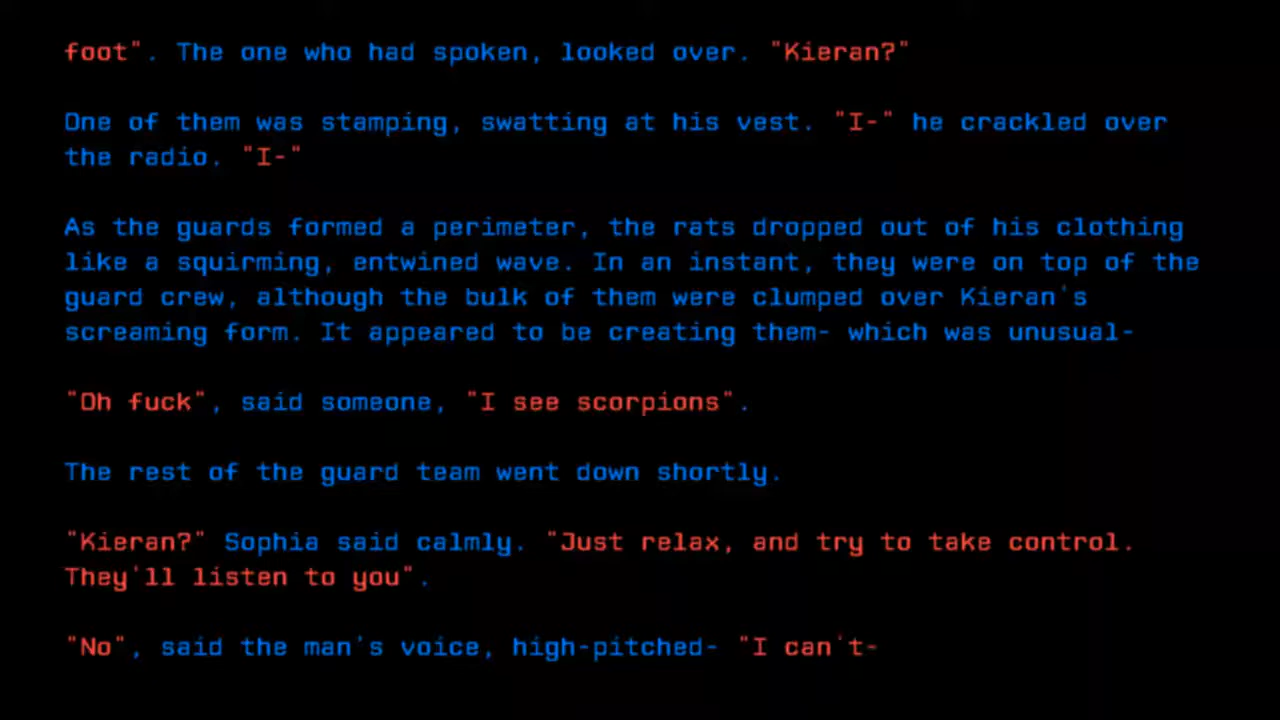 foot". The one who had spoken, looked over. "Kieran?"
One of them was stamping, swatting at his vest. "I-" he crackled over
the radio. "I-"
As the guards formed a perimeter, the rats dropped out of his clothing
like a squirming, entwined wave. In an instant, they were on top of the
guard crew, although the bulk of them were clumped over Kieran's
screaming form. It appeared to be creating them- which was unusual-
"Oh fuck", said someone, "I see scorpions".
The rest of the guard team went down shortly.
"Kieran?" Sophia said calmly. "Just relax, and try to take control.
They'll listen to you".
"No", said the man's voice, high-pitched- "I can't-